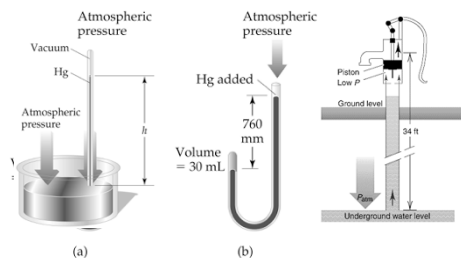 Atmospheric
pressure
Vacuum
Hg
Atmospheric
pressure
h
(a)
Atmospheric
pressure
Hg added
760
mm
Volume
= 30 mL
(b)
Piston
Low P
Ground level
34 ft
Patm
Underground water level